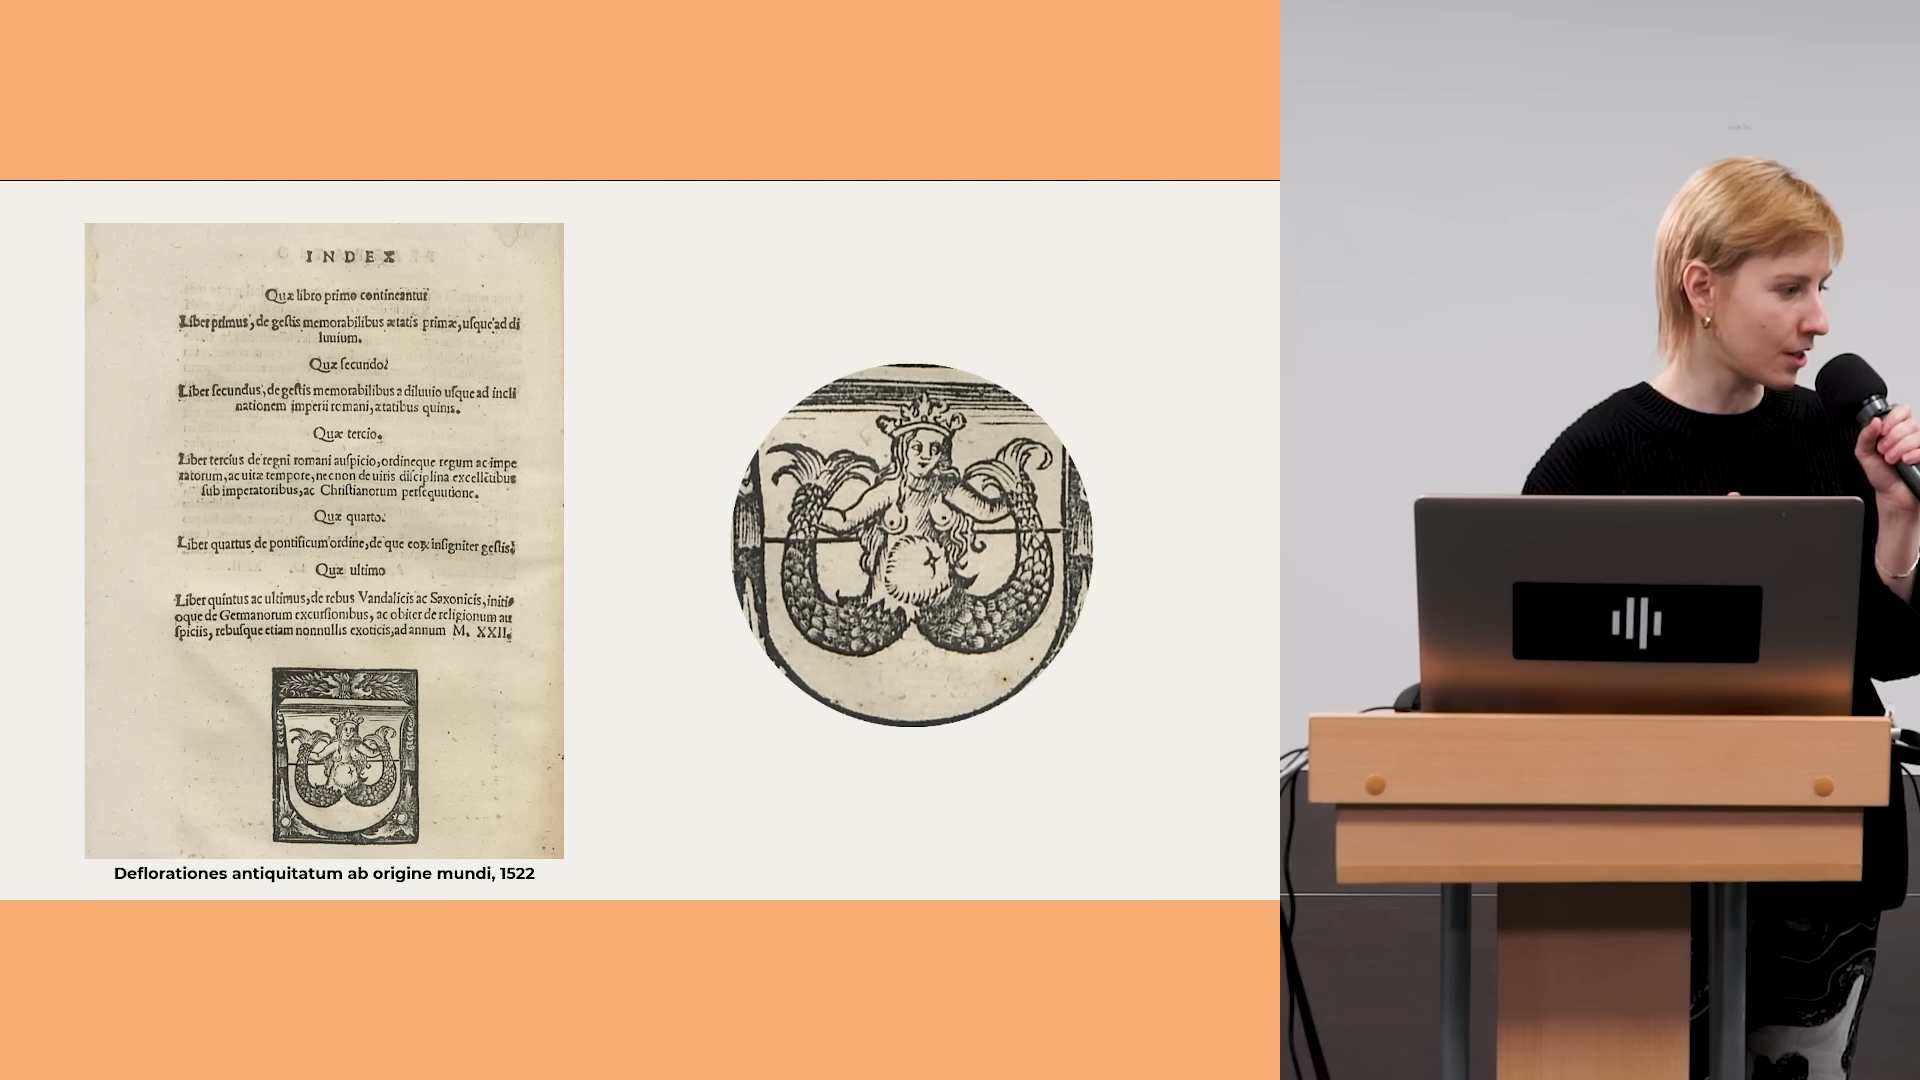 INDEX
Quæ libro primo contineantur
Liber primus, de gestis memorabilibus ætatis primæ, usque ad di
luuium.
Quæ secundo?
Liber secundus, de gestis memorabilibus a diluuio usque ad incli
nationem imperii romani, ætatibus quinis.
Quæ tercio.
Liber tercius de regni romani auspicio, ordineque regum ac impe
ratorum, ac uitæ tempore, necnon de uiris disciplina excellētibus
sub imperatoribus, ac Christianorum persequutione.
Quæ quarto.
Liber quartus de pontificum ordine, de que eoꝝ insigniter gestis.
Quæ ultimo
Liber quintus ac ultimus, de rebus Vandalicis ac Saxonicis, initi
oque de Germanorum excursionibus, ac obiter de religionum au
spiciis, rebusque etiam nonnullis exoticis, ad annum M. XXII.
Deflorationes antiquitatum ab origine mundi, 1522